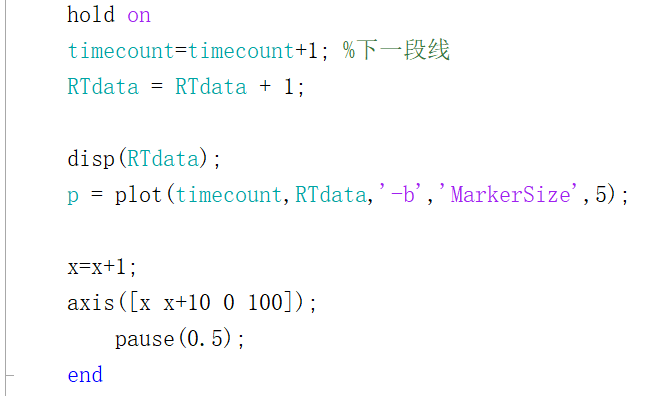 hold on
timecount=timecount+1; %下一段线
RTdata = RTdata + 1;
disp(RTdata);
p = plot(timecount,RTdata,'-b','MarkerSize',5);
x=x+1;
axis([x x+10 0 100]);
pause(0.5);
end